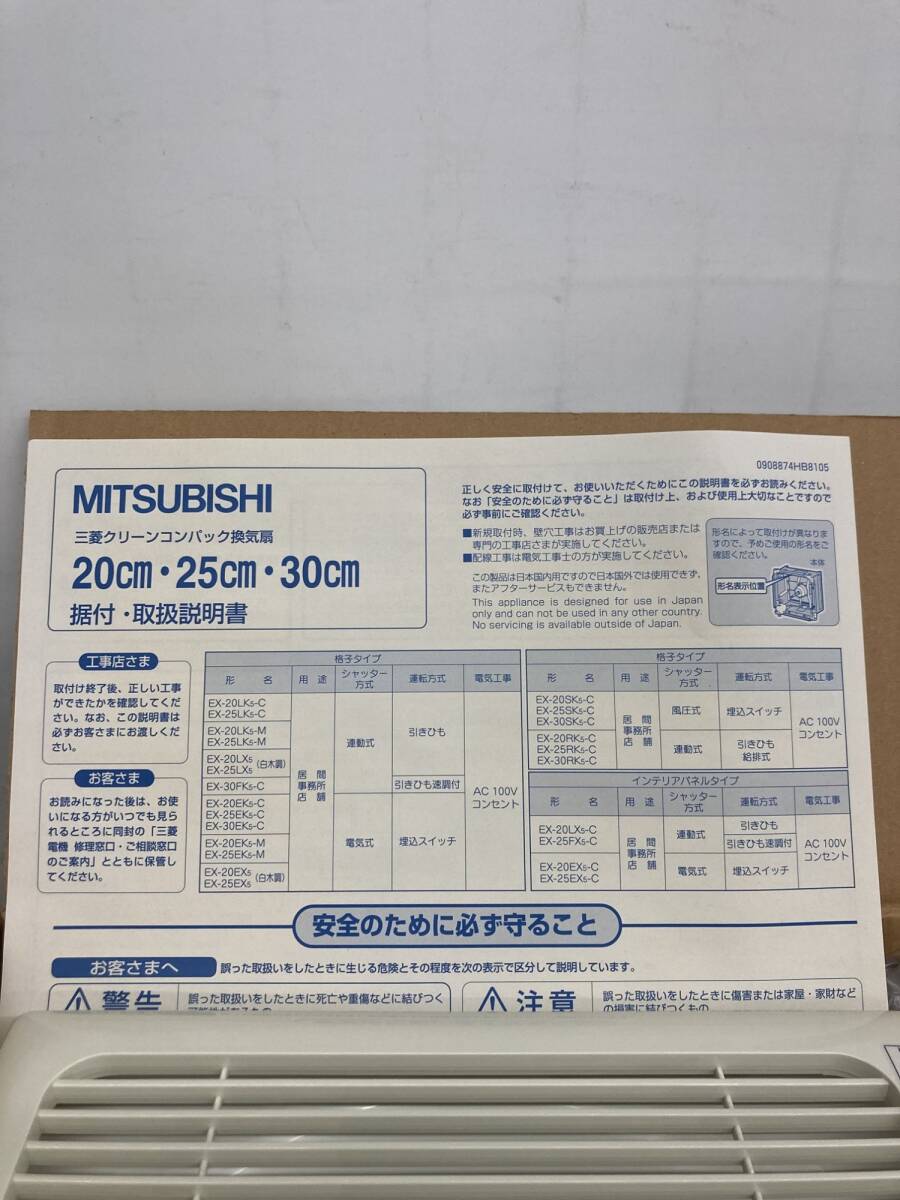 0908874HB8105
MITSUBISHI
三菱クリーンコンパック換気扇
20cm・25cm・30cm
据付・取扱説明書
正しく安全に取付けて、お使いいただくためにこの説明書を必ずお読みください。
なお「安全のために必ず守ること」は取付け上、および使用上大切なことですので
必ず事前にご確認ください。
■新規取付時、壁穴工事はお買上げの販売店または
専門の工事店さまが実施してください。
■配線工事は電気工事士の方が実施してください。
この製品は日本国内用ですので日本国外では使用できず、
またアフターサービスもできません。
This appliance is designed for use in Japan
only and can not be used in any other country.
No servicing is available outside of Japan.
形名によって取付けが異なりま
すので、予めご使用の形名をご
確認ください。
本体
形名表示位置
工事店さま
取付け終了後、正しい工事
ができたかを確認してくだ
さい。なお、この説明書は
必ずお客さまにお渡しくだ
さい。
お客さま
お読みになった後は、お使
いになる方がいつでも見ら
れるところに同封の「三菱
電機 修理窓口・ご相談窓口
のご案内」とともに保管し
てください。
格子タイプ
形 名 用 途 シャッター方式 運転方式 電気工事
EX-20LK5-C
EX-25LK5-C
EX-20LK5-M
EX-25LK5-M
EX-20LX5
EX-25LX5 (白木調)
EX-30FK5-C
EX-20EK5-C
EX-25EK5-C
EX-30EK5-C
EX-20EK5-M
EX-25EK5-M
EX-20EX5
EX-25EX5 (白木調)
居 間
事務所
店 舗
連動式
電気式
引きひも
引きひも速調付
埋込スイッチ
AC 100V
コンセント
格子タイプ
形 名 用 途 シャッター方式 運転方式 電気工事
EX-20SK5-C
EX-25SK5-C
EX-30SK5-C
EX-20RK5-C
EX-25RK5-C
EX-30RK5-C
居 間
事務所
店 舗
風圧式
連動式
埋込スイッチ
引きひも
給排式
AC 100V
コンセント
インテリアパネルタイプ
形 名 用 途 シャッター方式 運転方式 電気工事
EX-20LX5-C
EX-25FX5-C
EX-20EX5-C
EX-25EX5-C
居 間
事務所
店 舗
連動式
電気式
引きひも
引きひも速調付
埋込スイッチ
AC 100V
コンセント
安全のために必ず守ること
お客さまへ 誤った取扱いをしたときに生じる危険とその程度を次の表示で区分して説明しています。
警告 誤った取扱いをしたときに死亡や重傷などに結びつく
可能性があるもの
注意 誤った取扱いをしたときに傷害または家屋・家財など
の損害に結びつくもの